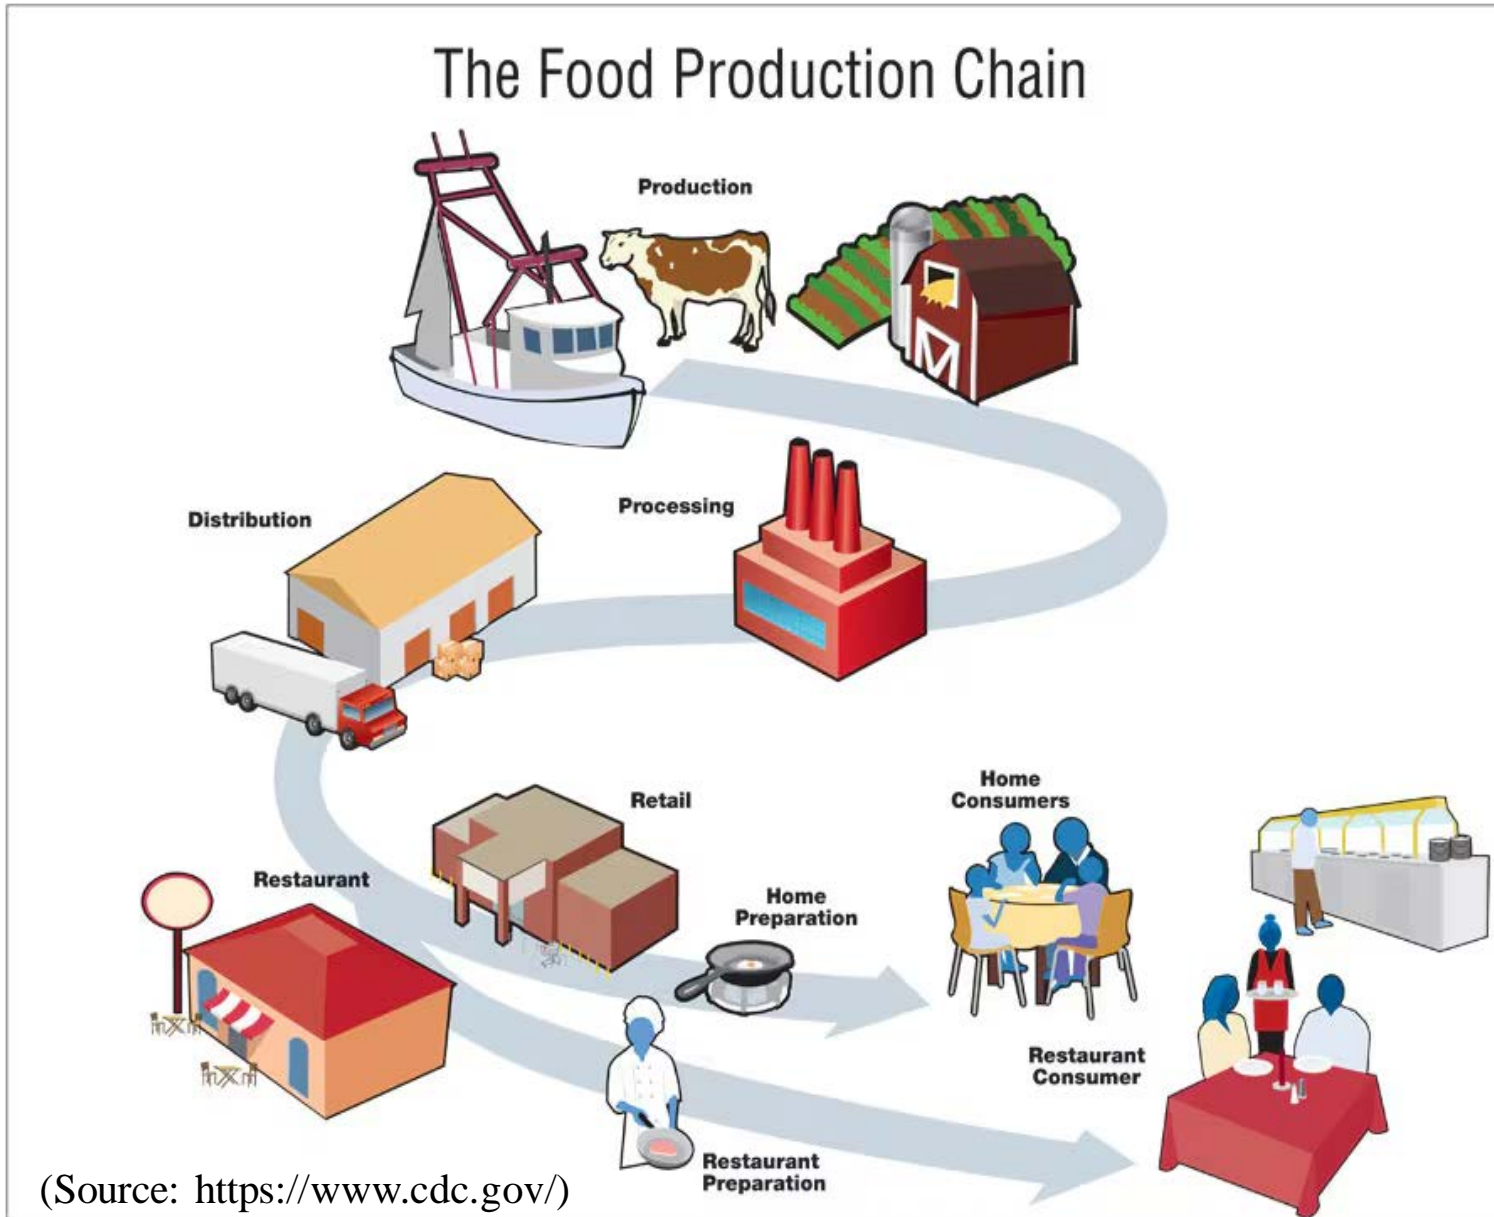 The Food Production Chain
Production
Processing
Distribution
Retail
Restaurant
Home
Preparation
Home
Consumers
Restaurant
Preparation
Restaurant
Consumer
(Source: https://www.cdc.gov/)